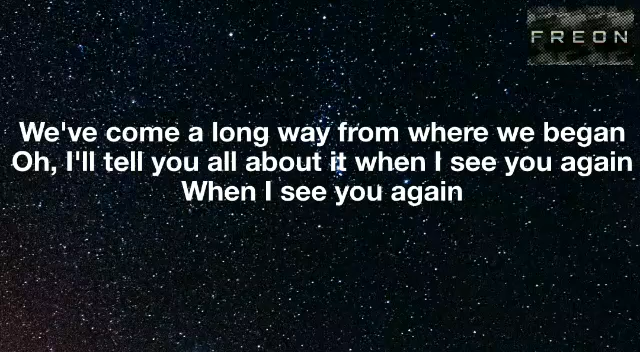 FREON
We've come a long way from where we began
Oh, I'll tell you all about it when I see you again
When I see you again